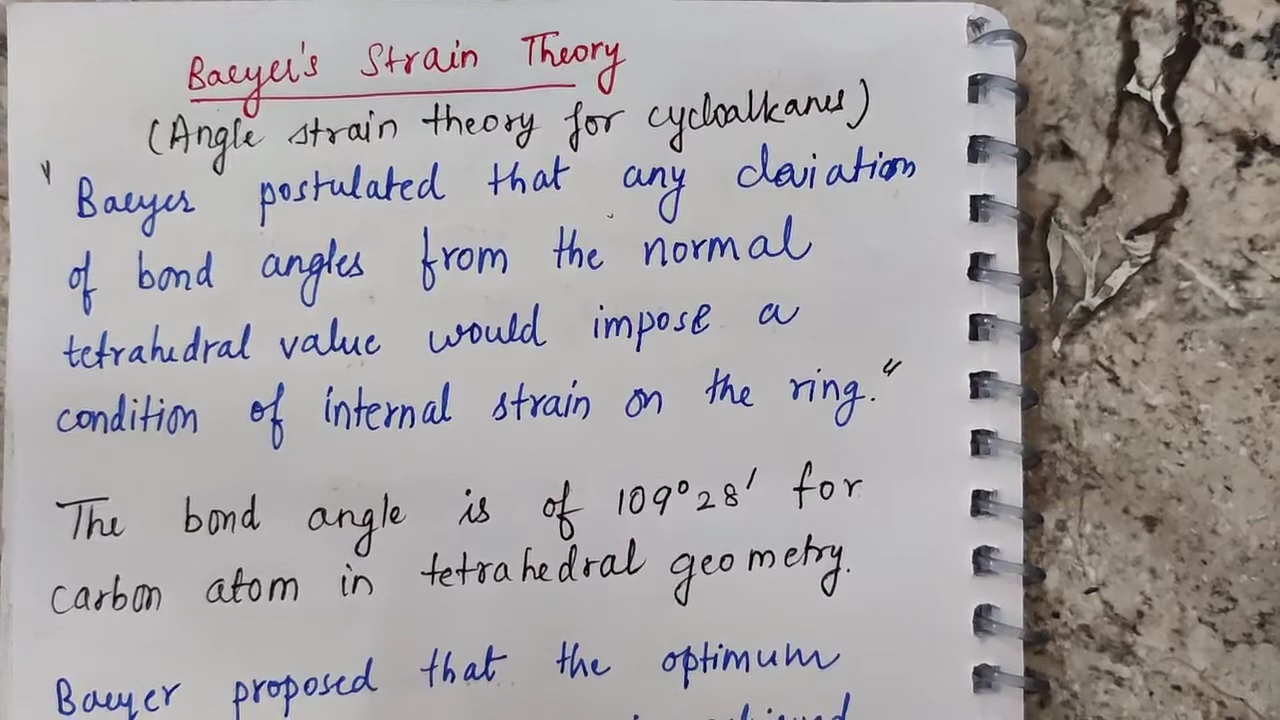 Baeyer's Strain Theory
(Angle strain theory for cycloalkanes)
" Baeyer postulated that any deviation
of bond angles from the normal
tetrahedral value would impose a
condition of internal strain on the ring."
The bond angle is of 109°28' for
carbon atom in tetrahedral geometry.
Baeyer proposed that the optimum